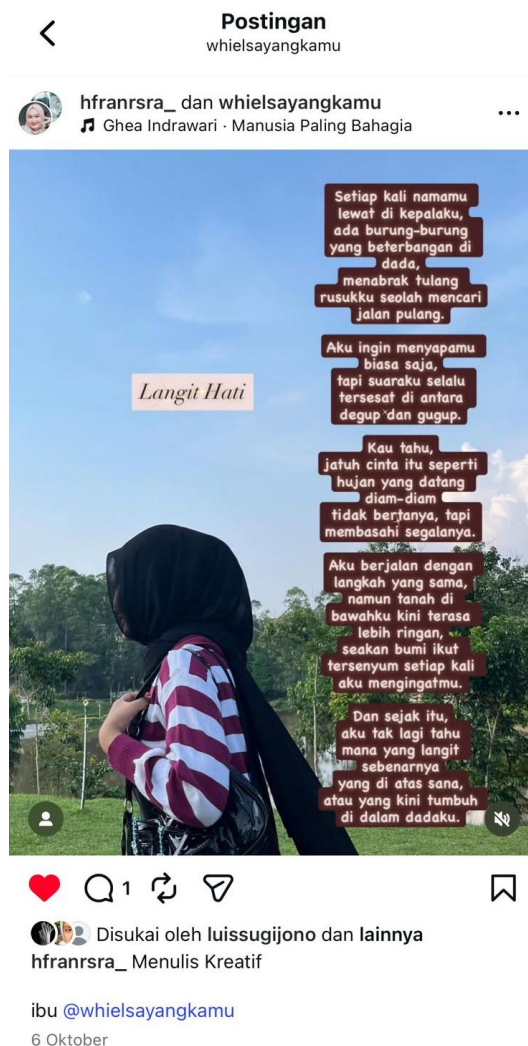 Postingan
whielsayangkamu
hfranrsra_ dan whielsayangkamu
Ghea Indrawari · Manusia Paling Bahagia
Setiap kali namamu
lewat di kepalaku,
ada burung-burung
yang beterbangan di
dada,
menabrak tulang
rusukku seolah mencari
jalan pulang.
Langit Hati
Aku ingin menyapamu
biasa saja,
tapi suaraku selalu
tersesat di antara
degup dan gugup.
Kau tahu,
jatuh cinta itu seperti
hujan yang datang
diam-diam
tidak bertanya, tapi
membasahi segalanya.
Aku berjalan dengan
langkah yang sama,
namun tanah di
bawahku kini terasa
lebih ringan,
seakan bumi ikut
tersenyum setiap kali
aku mengingatmu.
Dan sejak itu,
aku tak lagi tahu
mana yang langit
sebenarnya
yang di atas sana,
atau yang kini tumbuh
di dalam dadaku.
1
Disukai oleh luissugijono dan lainnya
hfranrsra_ Menulis Kreatif
ibu @whielsayangkamu
6 Oktober